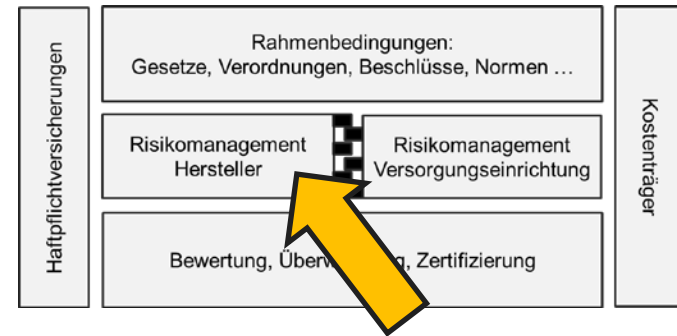 Haftpflichtversicherungen
Rahmenbedingungen:
Gesetze, Verordnungen, Beschlüsse, Normen …
Risikomanagement
Hersteller
Risikomanagement
Versorgungseinrichtung
Bewertung, Zertifizierung
Kostenträger